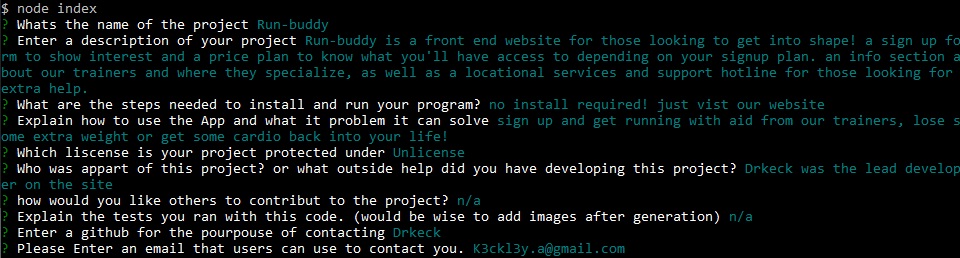 $ node index
? Whats the name of the project Run-buddy
? Enter a description of your project Run-buddy is a front end website for those looking to get into shape! a sign up fo
rm to show interest and a price plan to know what you'll have access to depending on your signup plan. an info section a
bout our trainers and where they specialize, as well as a locational services and support hotline for those looking for
extra help.
? What are the steps needed to install and run your program? no install required! just vist our website
? Explain how to use the App and what it problem it can solve sign up and get running with aid from our trainers, lose s
ome extra weight or get some cardio back into your life!
? Which liscense is your project protected under Unlicense
? Who was appart of this project? or what outside help did you have developing this project? Drkeck was the lead develop
er on the site
? how would you like others to contribut to the project? n/a
? Explain the tests you ran with this code. (would be wise to add images after generation) n/a
? Enter a github for the pourpouse of contacting Drkeck
? Please Enter an email that users can use to contact you. K3ckl3y.a@gmail.com